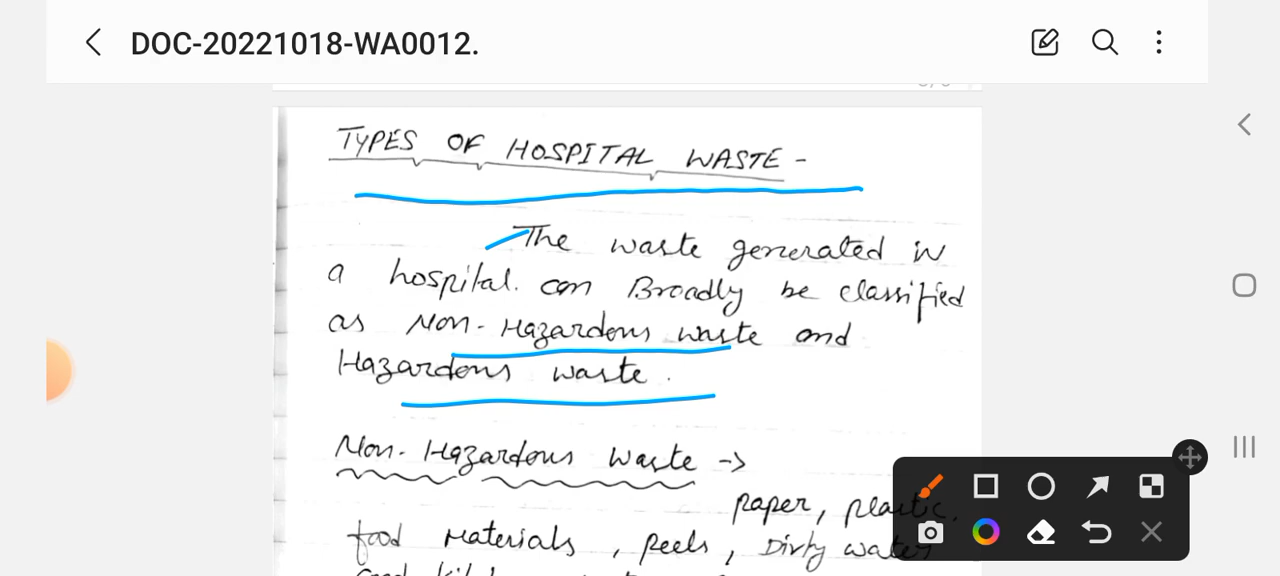 DOC-20221018-WA0012.
TYPES OF HOSPITAL WASTE -
The waste generated in
a hospital. can Broadly be classified
as Non-Hazardous waste and
Hazardous waste.
Non-Hazardous waste ->
paper, plastic,
food Materials, peels, Dirty water